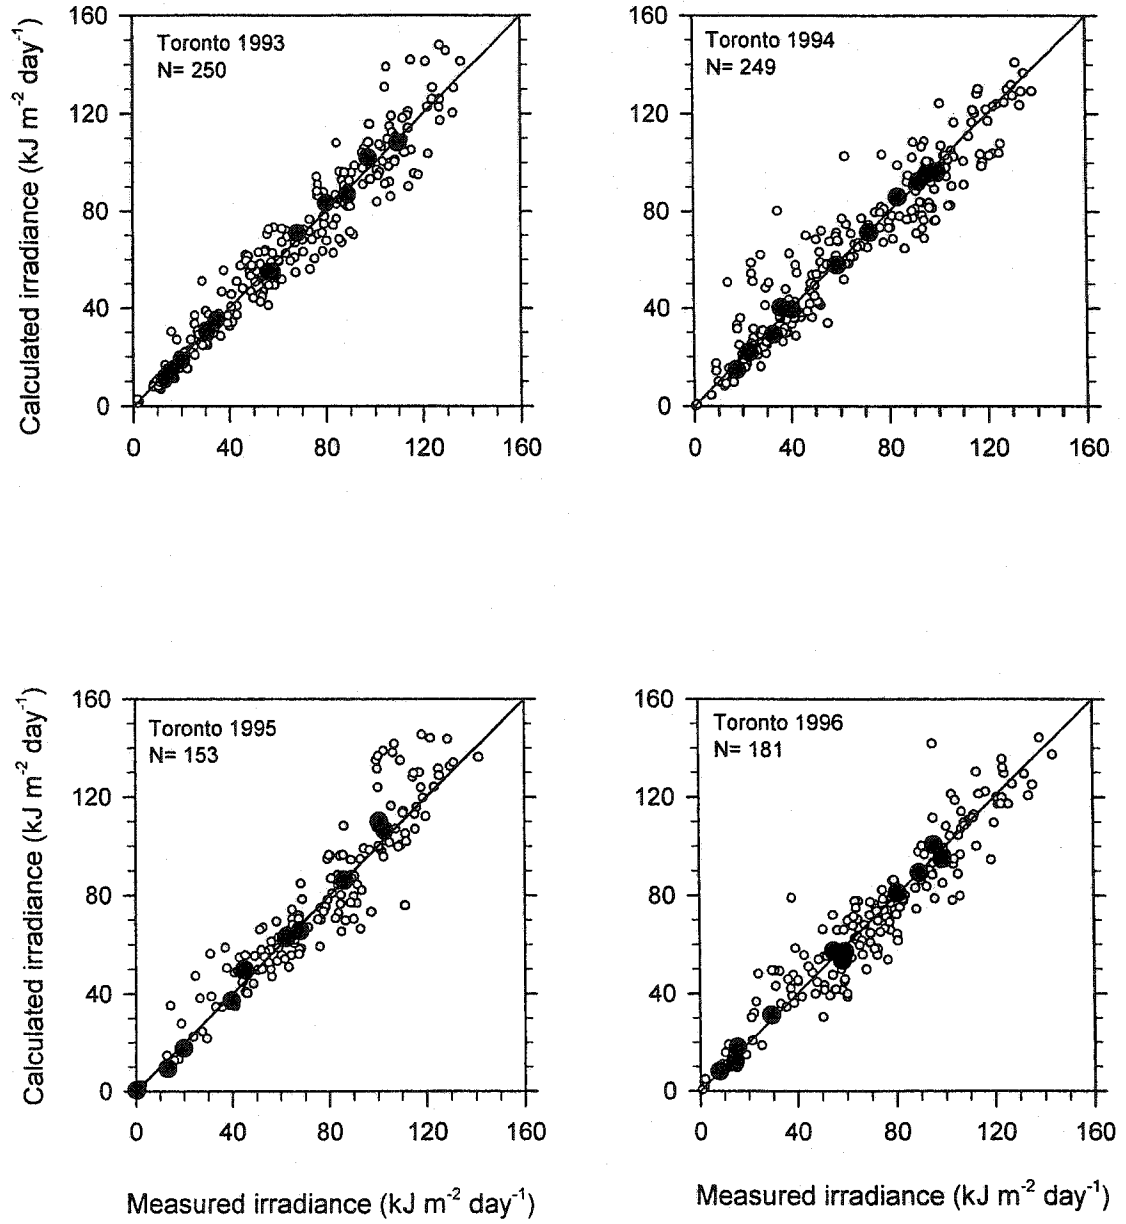 160
120
80
40
0
Calculated irradiance (kJ m⁻² day⁻¹)
Toronto 1993
N= 250
0 40 80 120 160
160
120
80
40
0
Toronto 1994
N= 249
0 40 80 120 160
160
120
80
40
0
Calculated irradiance (kJ m⁻² day⁻¹)
Toronto 1995
N= 153
0 40 80 120 160
Measured irradiance (kJ m⁻² day⁻¹)
160
120
80
40
0
Toronto 1996
N= 181
0 40 80 120 160
Measured irradiance (kJ m⁻² day⁻¹)